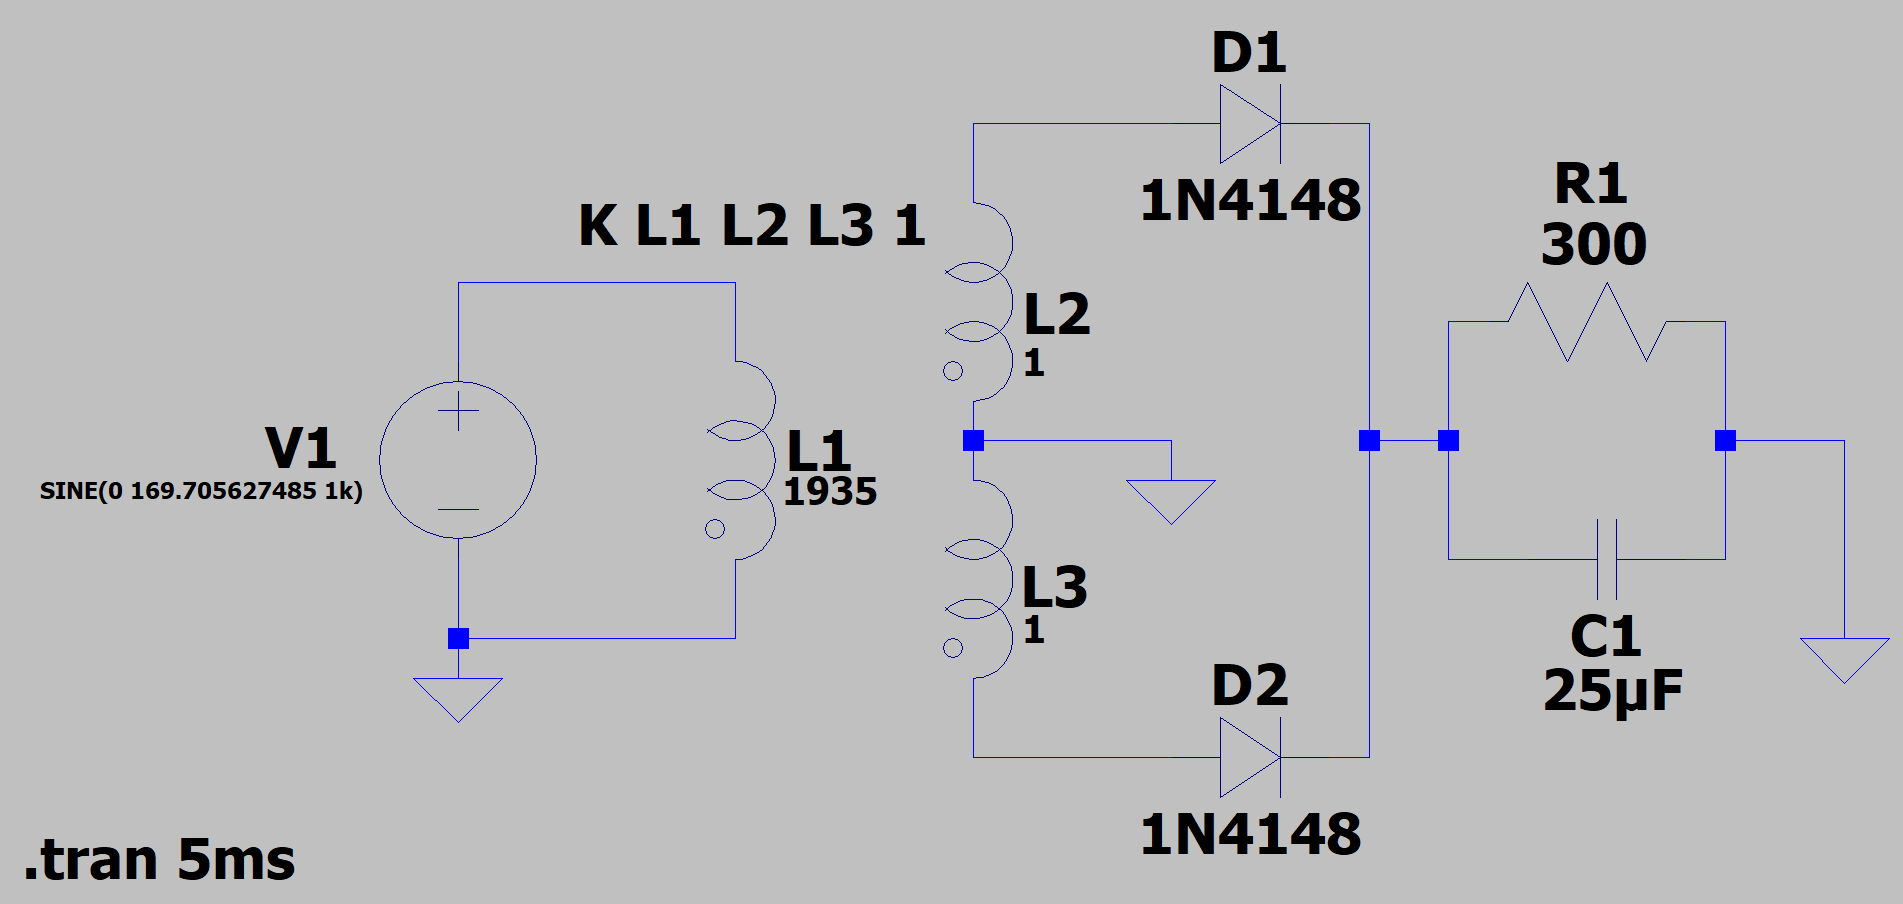 D1
1N4148
R1
300
K L1 L2 L3 1
L2
1
V1
SINE(0 169.705627485 1k)
L1
1935
L3
1
C1
25µF
D2
1N4148
.tran 5ms